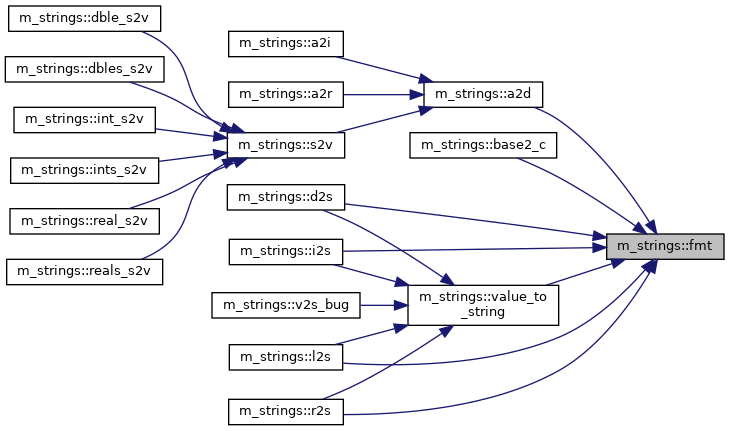 m_strings::dble_s2v
m_strings::dbles_s2v
m_strings::int_s2v
m_strings::ints_s2v
m_strings::real_s2v
m_strings::reals_s2v
m_strings::a2i
m_strings::a2r
m_strings::s2v
m_strings::d2s
m_strings::i2s
m_strings::v2s_bug
m_strings::l2s
m_strings::r2s
m_strings::a2d
m_strings::base2_c
m_strings::value_to
_string
m_strings::fmt